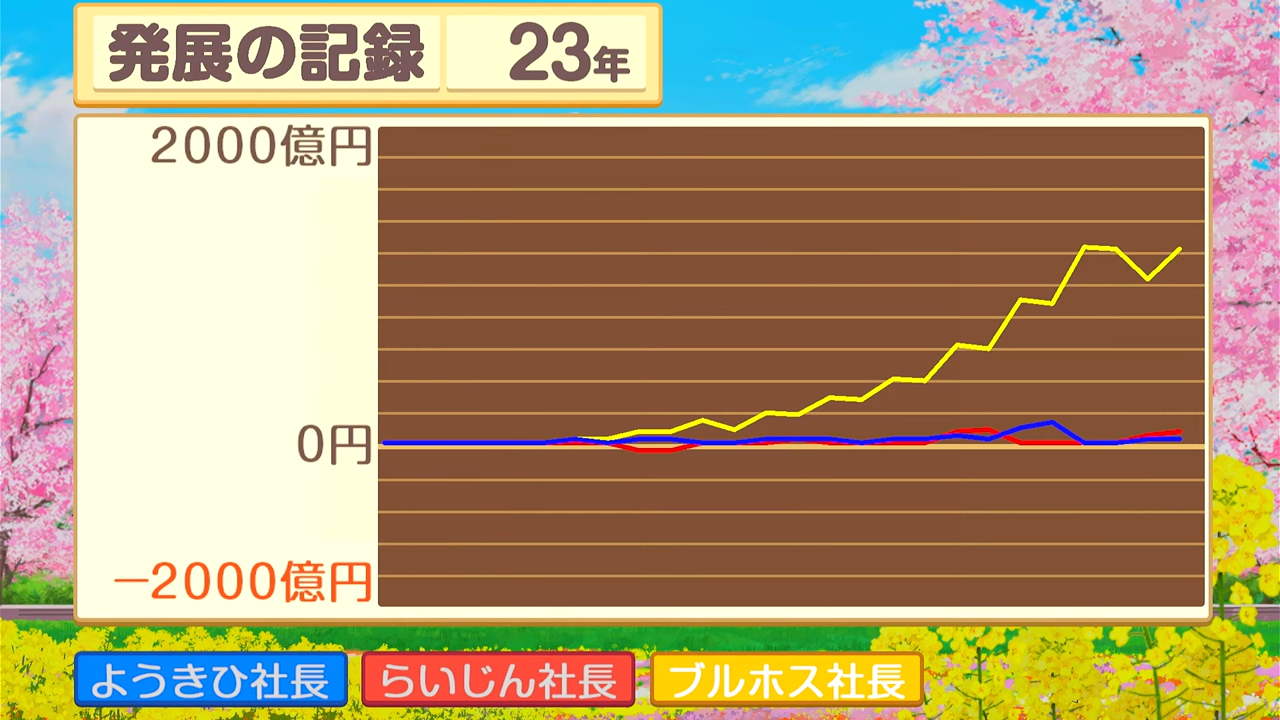 発展の記録 23年
2000億円
0円
−2000億円
ようきひ社長 らいじん社長 ブルホス社長